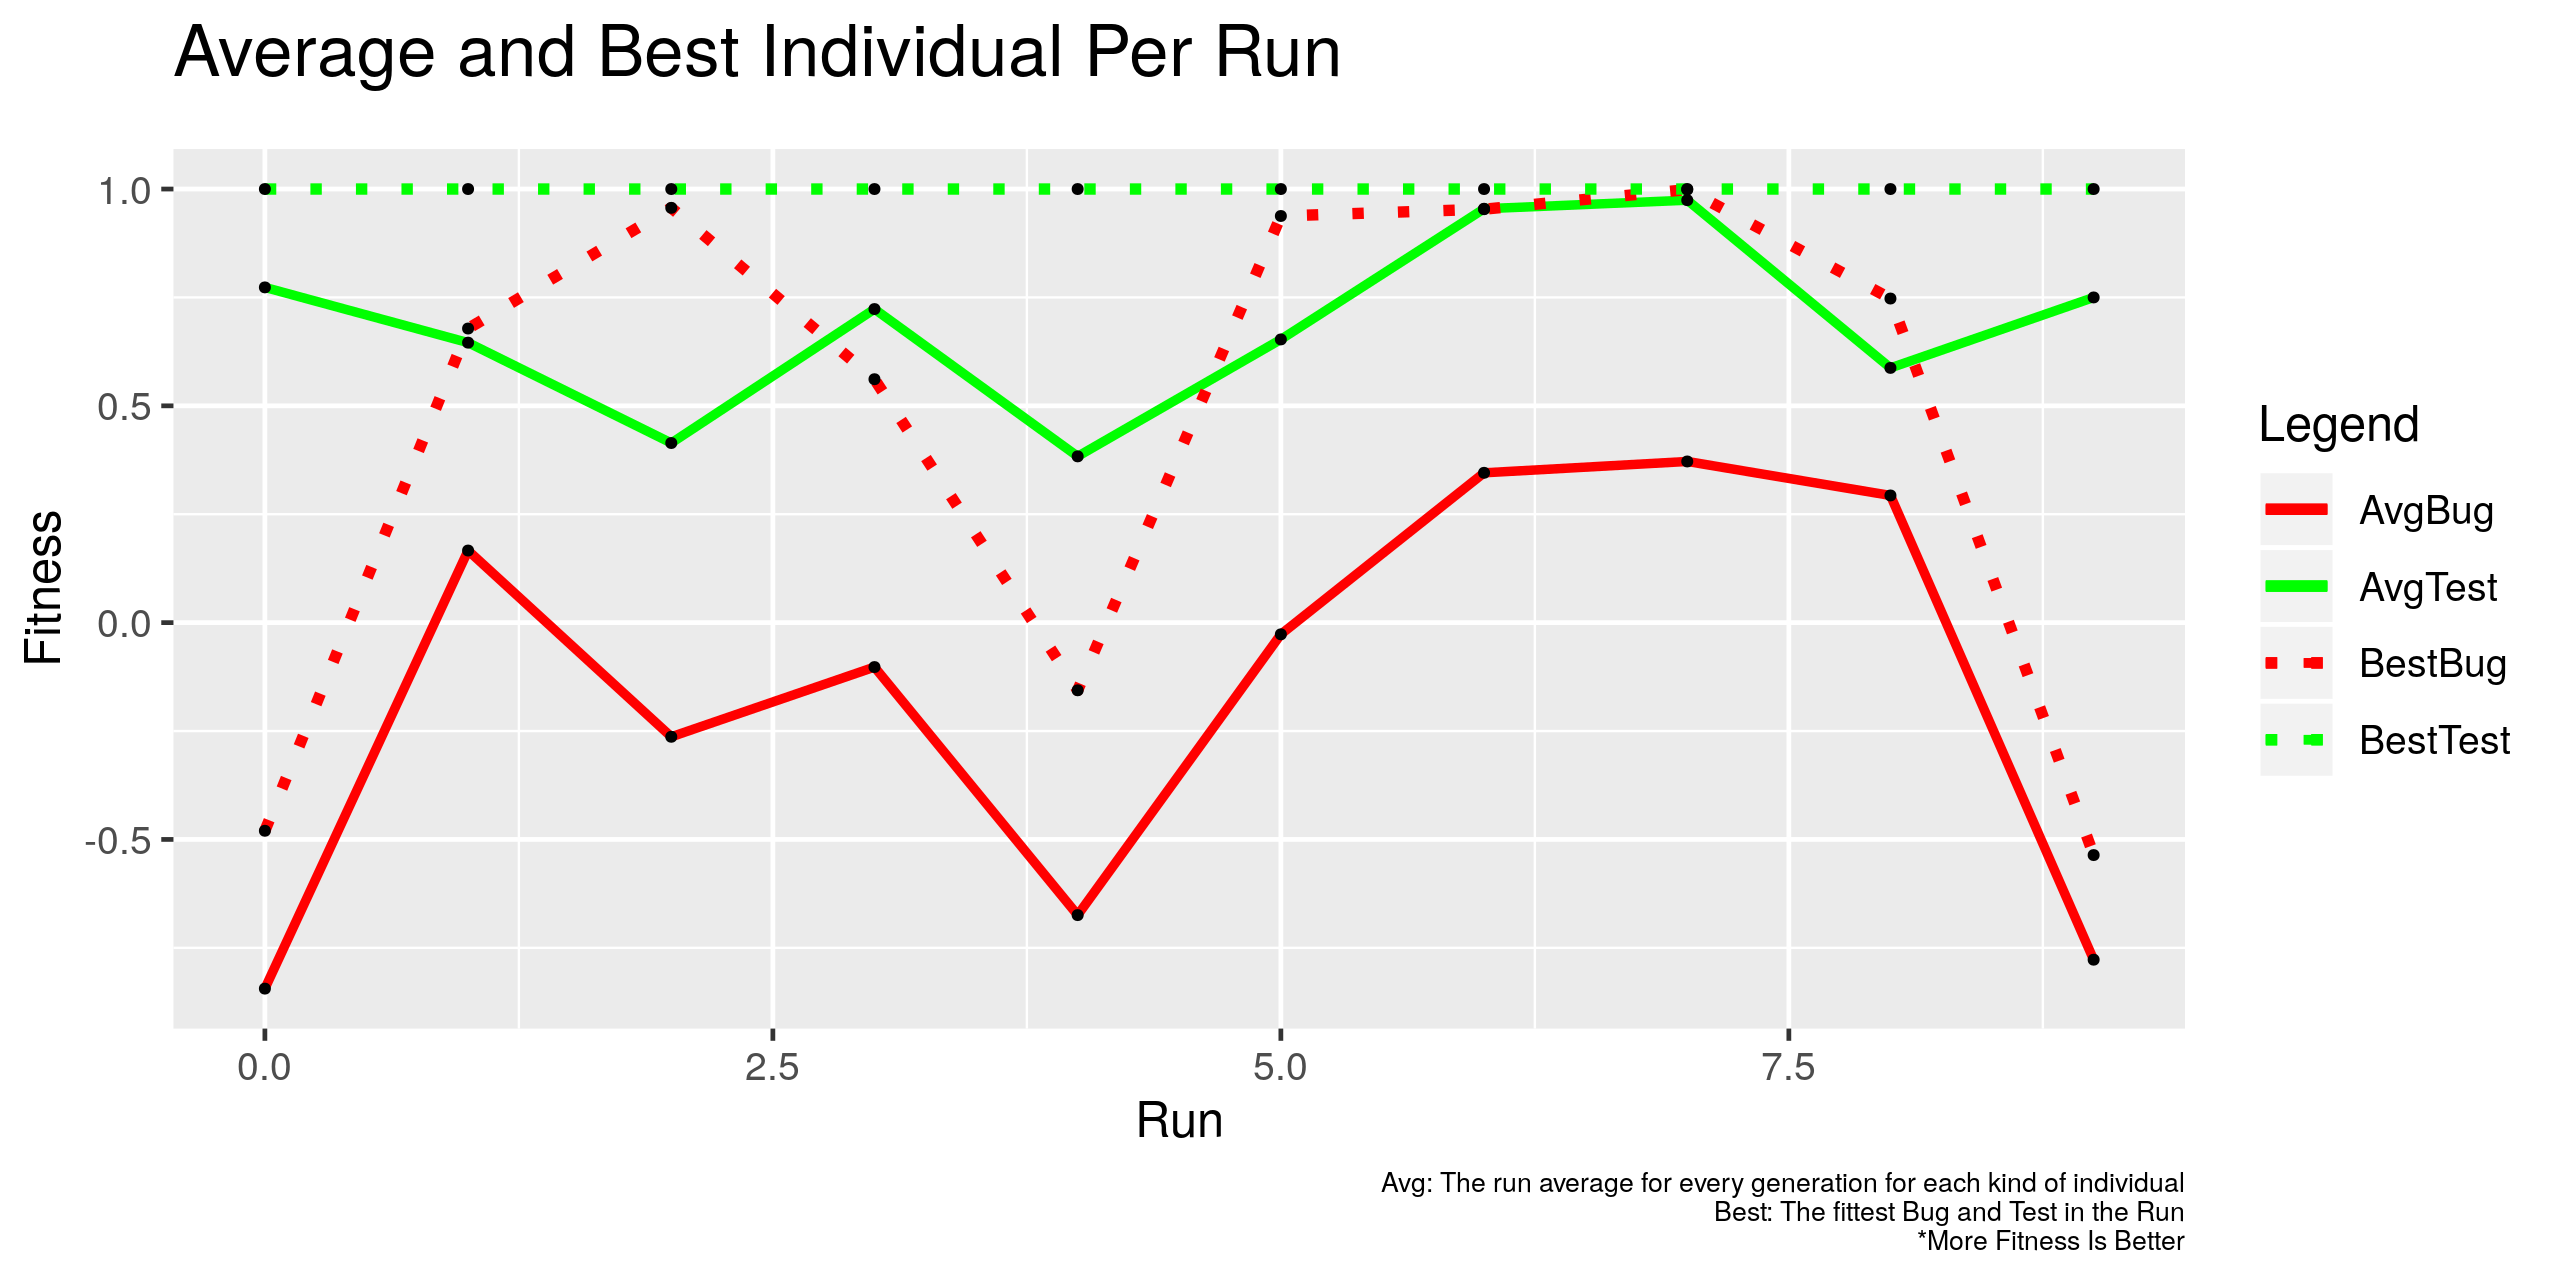 Average and Best Individual Per Run
Fitness
1.0
0.5
0.0
-0.5
0.0
2.5
5.0
7.5
Run
Legend
AvgBug
AvgTest
BestBug
BestTest
Avg: The run average for every generation for each kind of individual
Best: The fittest Bug and Test in the Run
*More Fitness Is Better